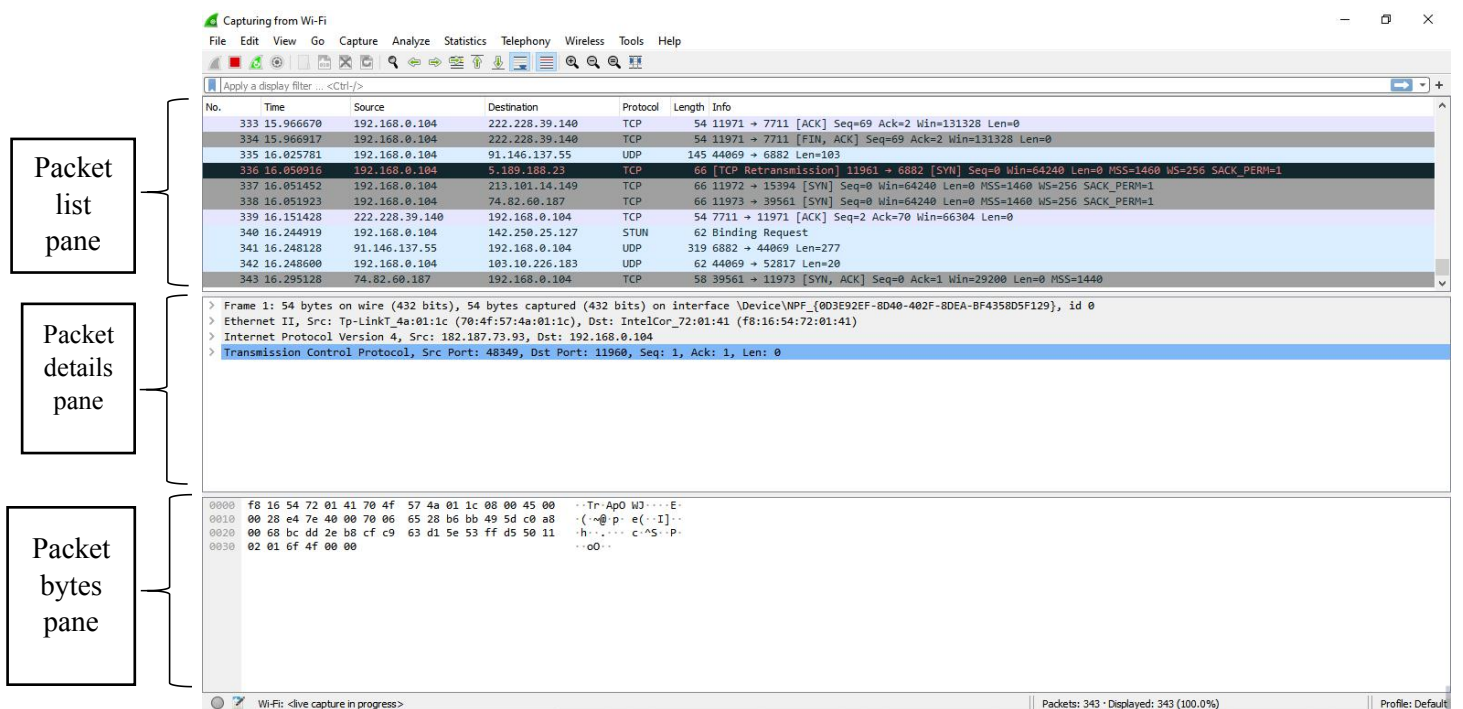 Capturing from Wi-Fi
File Edit View Go Capture Analyze Statistics Telephony Wireless Tools Help
Apply a display filter ... <Ctrl-/>
No. Time Source Destination Protocol Length Info
333 15.966670 192.168.0.104 222.228.39.140 TCP 54 11971 → 7711 [ACK] Seq=69 Ack=2 Win=131328 Len=0
334 15.966917 192.168.0.104 222.228.39.140 TCP 54 11971 → 7711 [FIN, ACK] Seq=69 Ack=2 Win=131328 Len=0
335 16.025781 192.168.0.104 91.146.137.55 UDP 145 44069 → 6882 Len=103
336 16.050916 192.168.0.104 5.189.188.23 TCP 66 [TCP Retransmission] 11961 → 6882 [SYN] Seq=0 Win=64240 Len=0 MSS=1460 WS=256 SACK_PERM=1
337 16.051452 192.168.0.104 213.101.14.149 TCP 66 11972 → 15394 [SYN] Seq=0 Win=64240 Len=0 MSS=1460 WS=256 SACK_PERM=1
338 16.051923 192.168.0.104 74.82.60.187 TCP 66 11973 → 39561 [SYN] Seq=0 Win=64240 Len=0 MSS=1460 WS=256 SACK_PERM=1
339 16.151428 222.228.39.140 192.168.0.104 TCP 54 7711 → 11971 [ACK] Seq=2 Ack=70 Win=66304 Len=0
340 16.244919 192.168.0.104 142.250.25.127 STUN 62 Binding Request
341 16.248128 91.146.137.55 192.168.0.104 UDP 319 6882 → 44069 Len=277
342 16.248600 192.168.0.104 103.10.226.183 UDP 62 44069 → 52817 Len=20
343 16.295128 74.82.60.187 192.168.0.104 TCP 58 39561 → 11973 [SYN, ACK] Seq=0 Ack=1 Win=29200 Len=0 MSS=1440
Packet
list
pane
Frame 1: 54 bytes on wire (432 bits), 54 bytes captured (432 bits) on interface \Device\NPF_{0D3E92EF-8D40-402F-8DEA-BF4358D5F129}, id 0
Ethernet II, Src: Tp-LinkT_4a:01:1c (70:4f:57:4a:01:1c), Dst: IntelCor_72:01:41 (f8:16:54:72:01:41)
Internet Protocol Version 4, Src: 182.187.73.93, Dst: 192.168.0.104
Transmission Control Protocol, Src Port: 48349, Dst Port: 11960, Seq: 1, Ack: 1, Len: 0
Packet
details
pane
0000 f8 16 54 72 01 41 70 4f 57 4a 01 1c 08 00 45 00 ··Tr·ApO WJ····E·
0010 00 28 e4 7e 40 00 70 06 65 28 b6 bb 49 5d c0 a8 ·(·~@·p· e(··I]··
0020 00 68 bc dd 2e b8 cf c9 63 d1 5e 53 ff d5 50 11 ·h··.··· c·^S··P·
0030 02 01 6f 4f 00 00 ··oO··
Packet
bytes
pane
Wi-Fi: <live capture in progress> Packets: 343 · Displayed: 343 (100.0%) Profile: Default